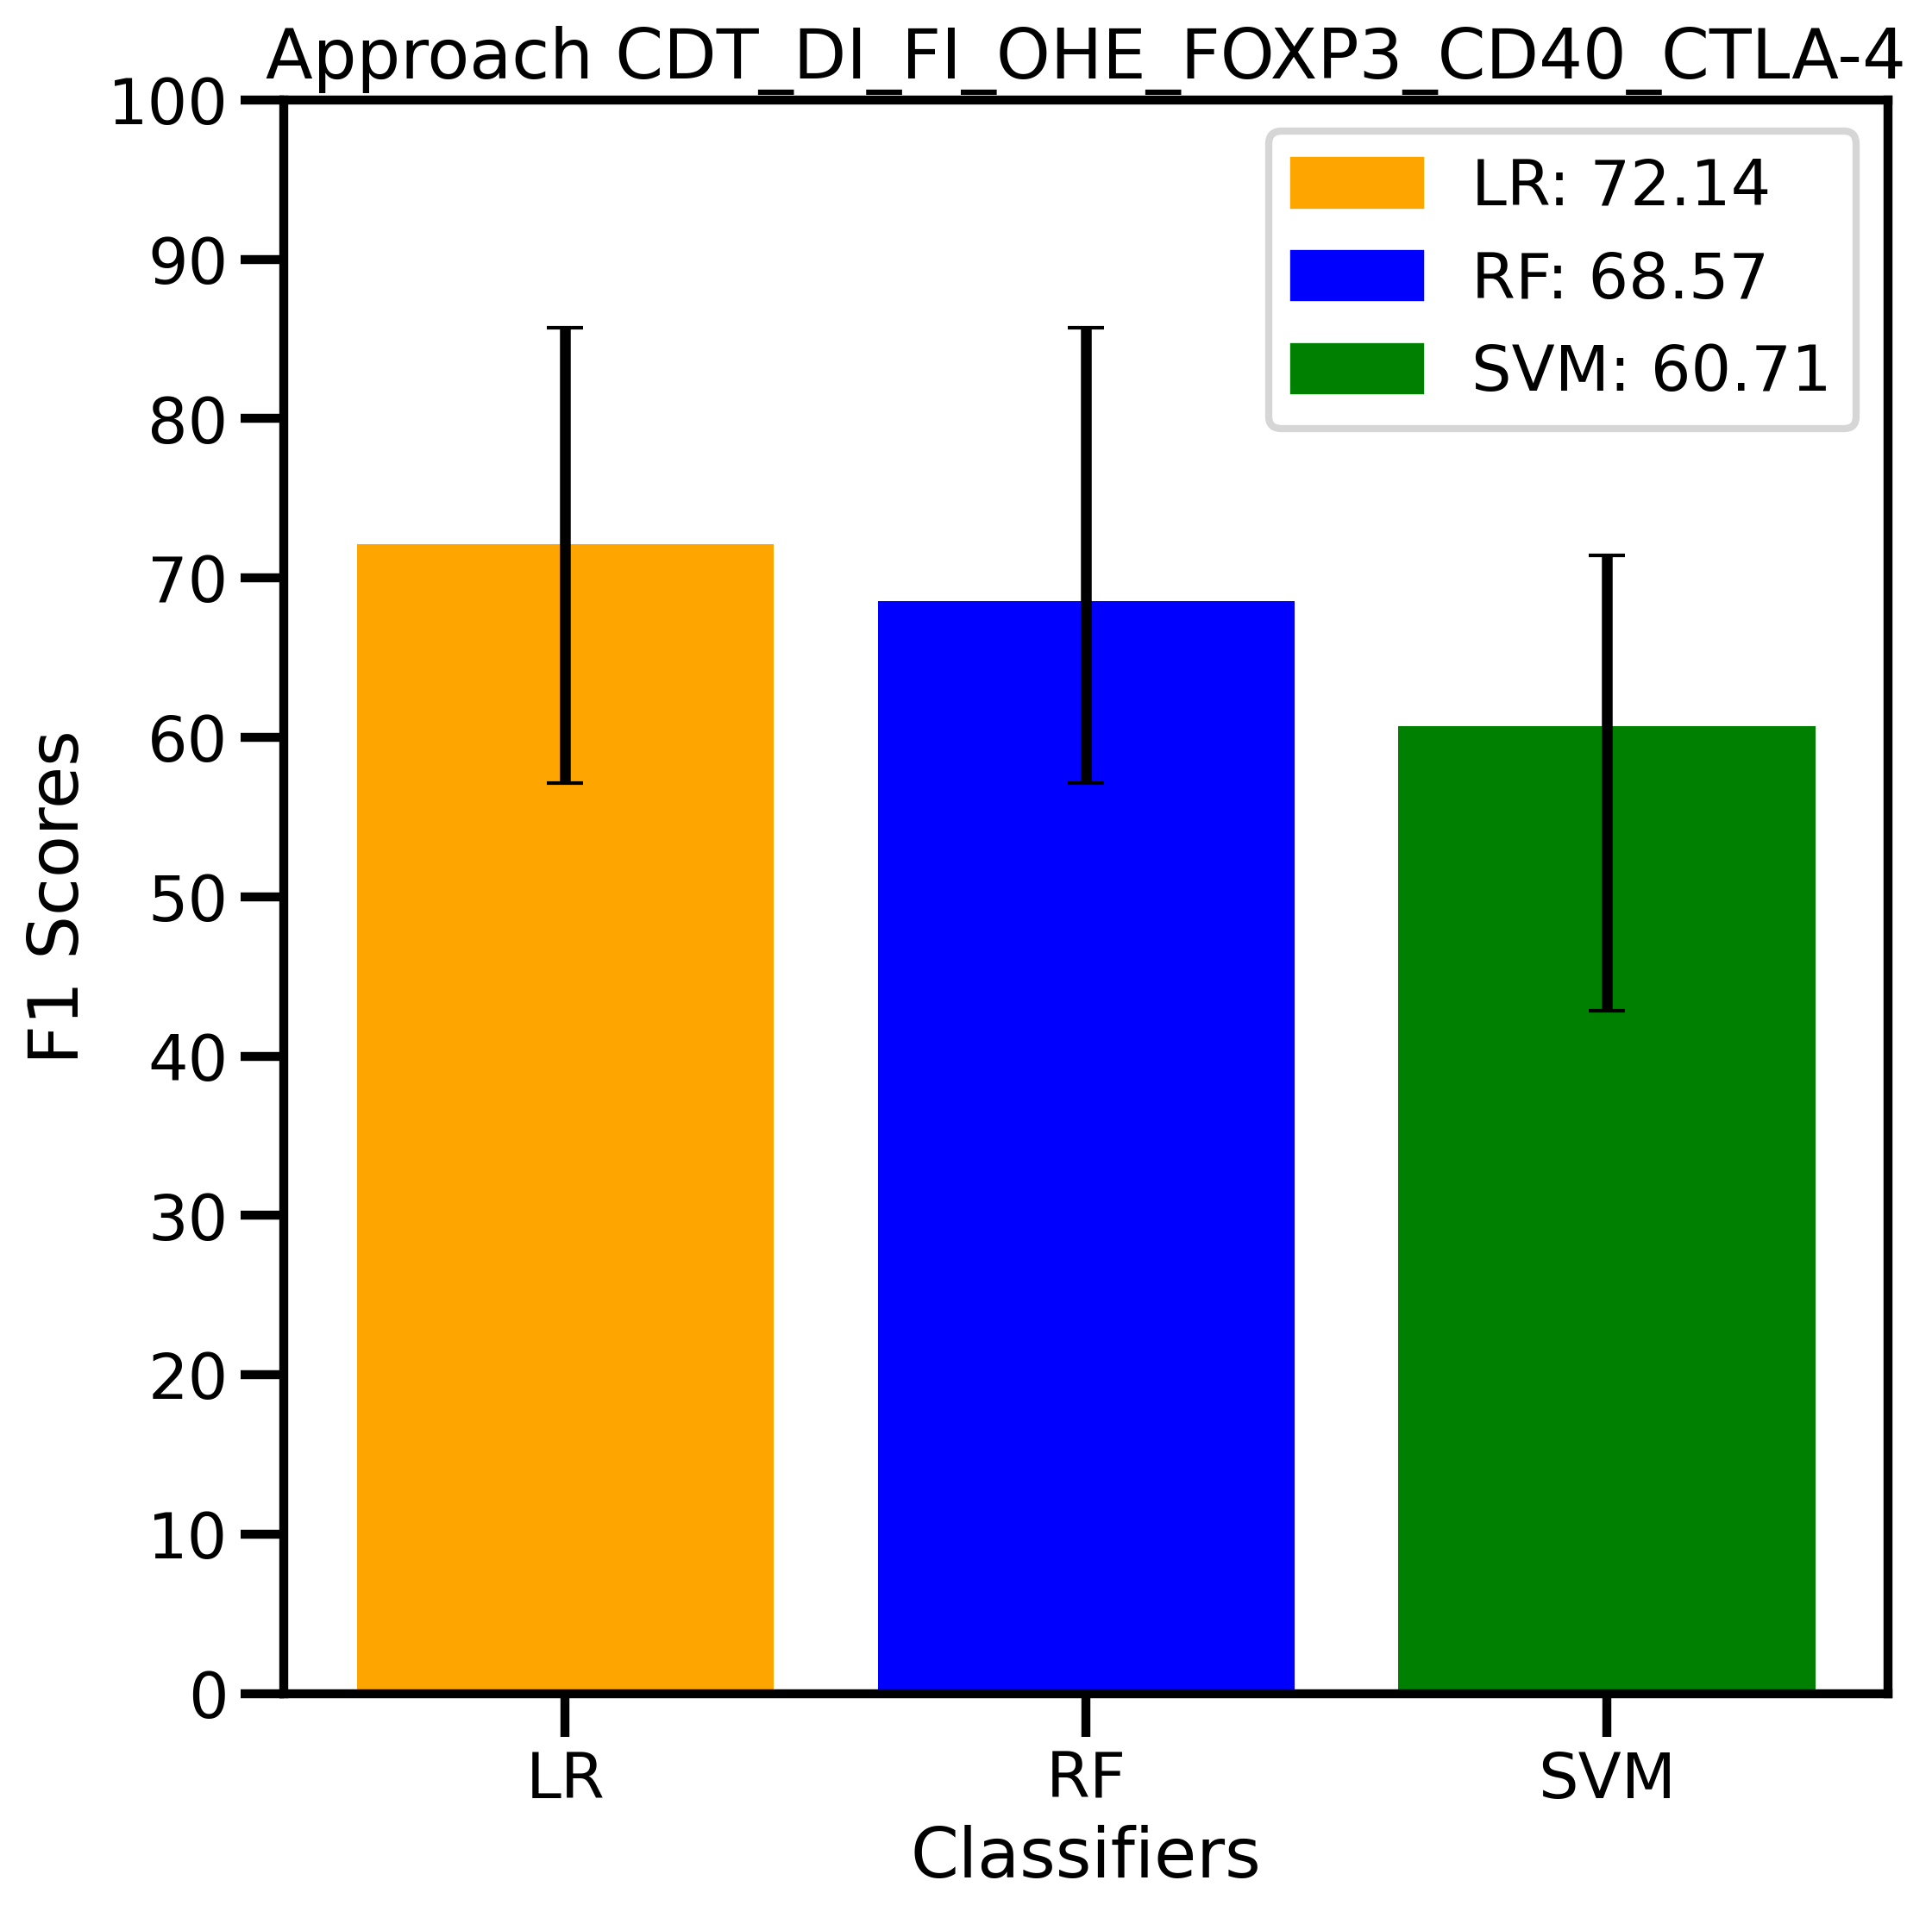 Approach CDT_DI_FI_OHE_FOXP3_CD40_CTLA-4
LR: 72.14
RF: 68.57
SVM: 60.71
100
90
80
70
60
50
40
30
20
10
0
F1 Scores
LR
RF
SVM
Classifiers